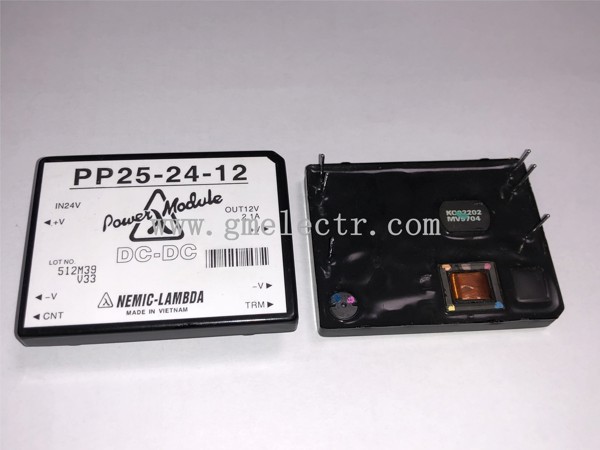 PP25-24-12
IN24V
Power Module
OUT12V
2.1A
+V
+V
DC-DC
LOT NO.
512M39
V33
-V
-V
NEMIC-LAMBDA
MADE IN VIETNAM
CNT
TRM
MV9704
www.gmelectr.com